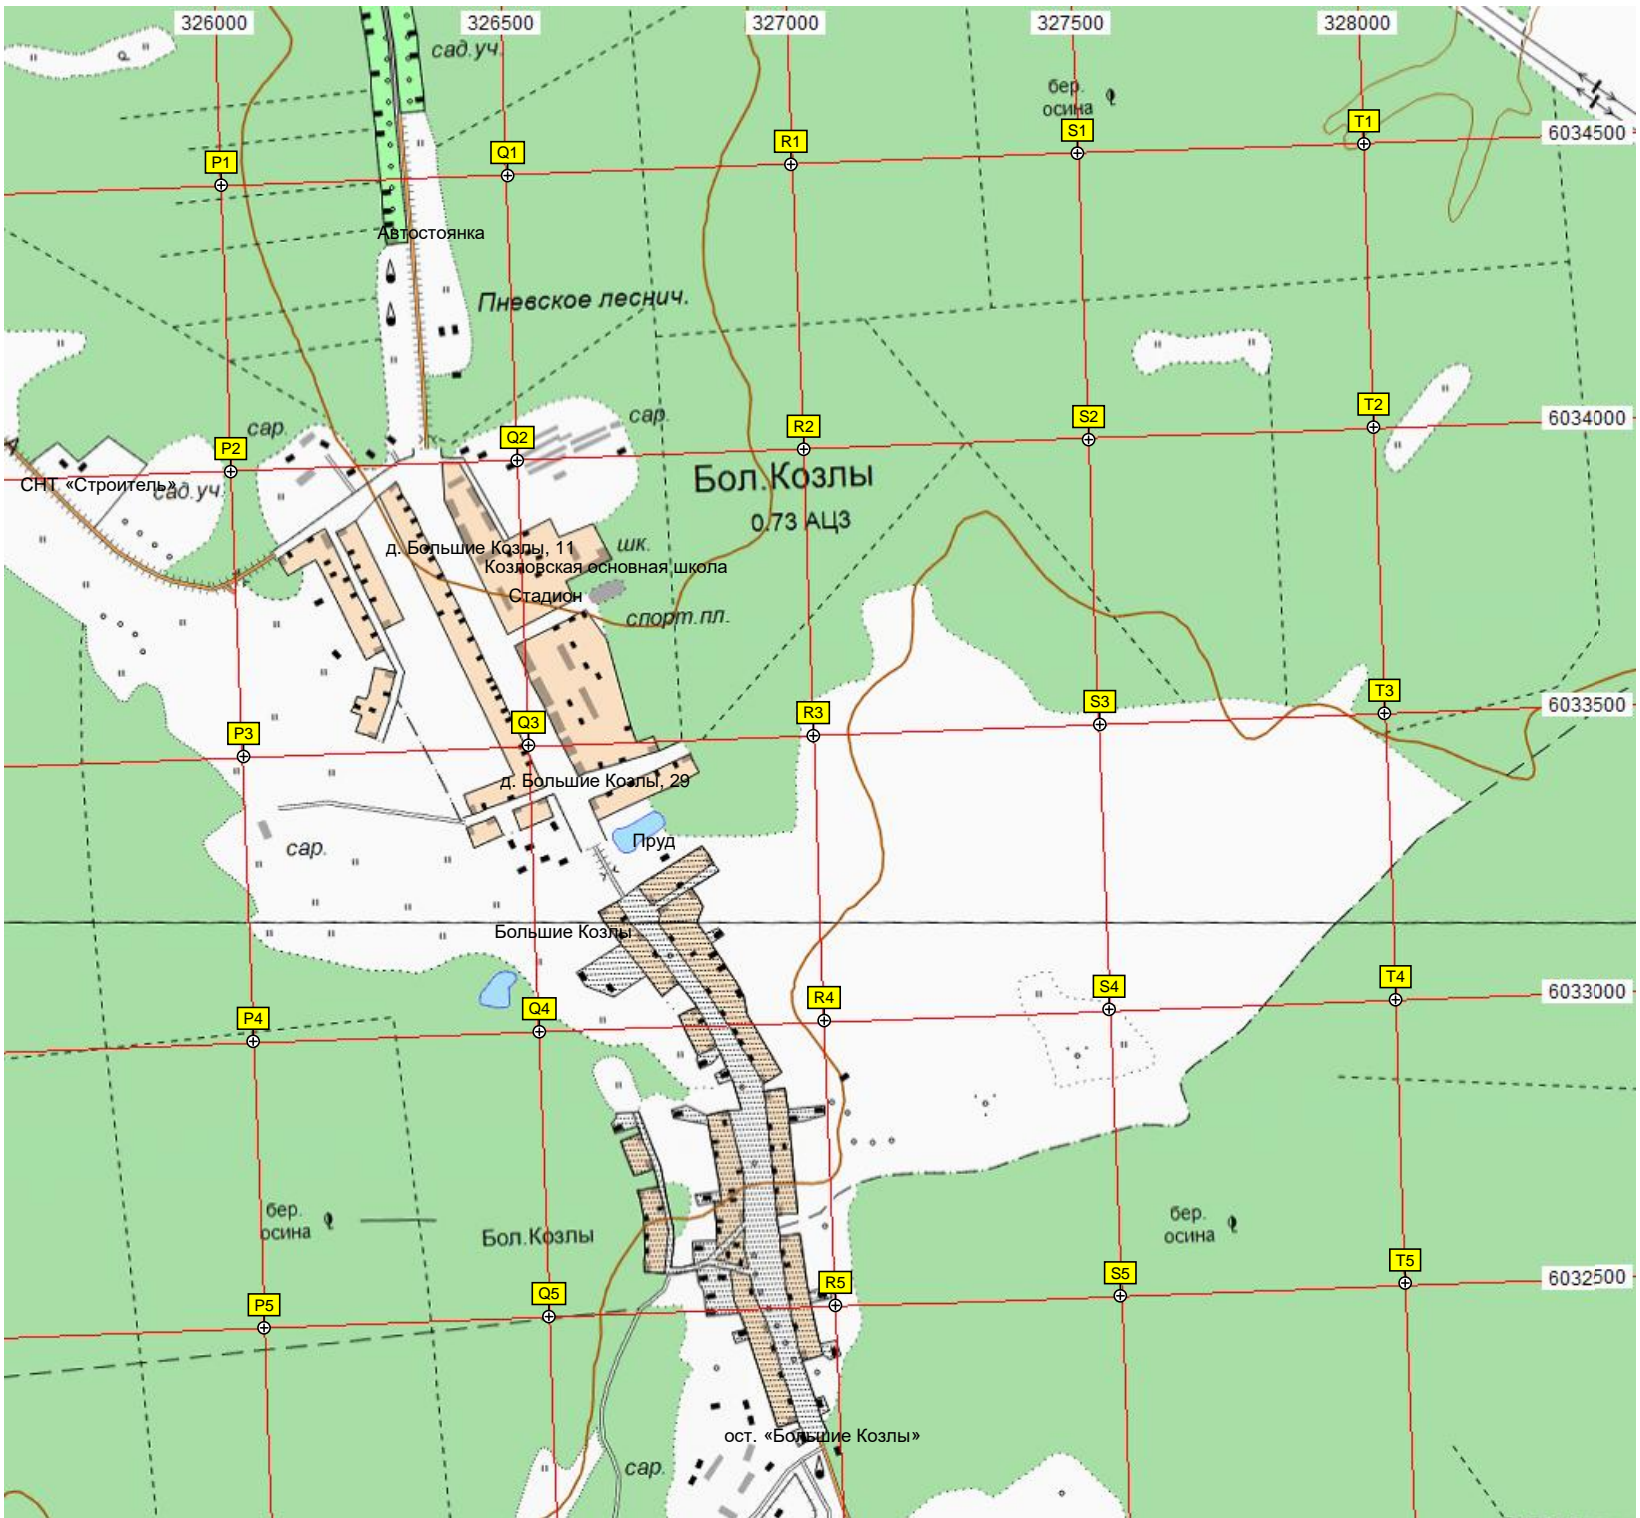 326000 326500 327000 327500 328000
сад.уч.
бер.
осина
6034500
P1 Q1 R1 S1 T1
Автостоянка
Пневское леснич.
сар. сар.
6034000
P2 Q2 R2 S2 T2
СНТ «Строитель»
сад.уч.
Бол.Козлы
0.73 АЦЗ
д. Большие Козлы, 11
шк.
Козловская основная школа
Стадион
спорт.пл.
6033500
P3 Q3 R3 S3 T3
д. Большие Козлы, 29
Пруд
сар.
Большие Козлы
6033000
P4 Q4 R4 S4 T4
бер.
осина
Бол.Козлы
бер.
осина
6032500
P5 Q5 R5 S5 T5
ост. «Большие Козлы»
сар.